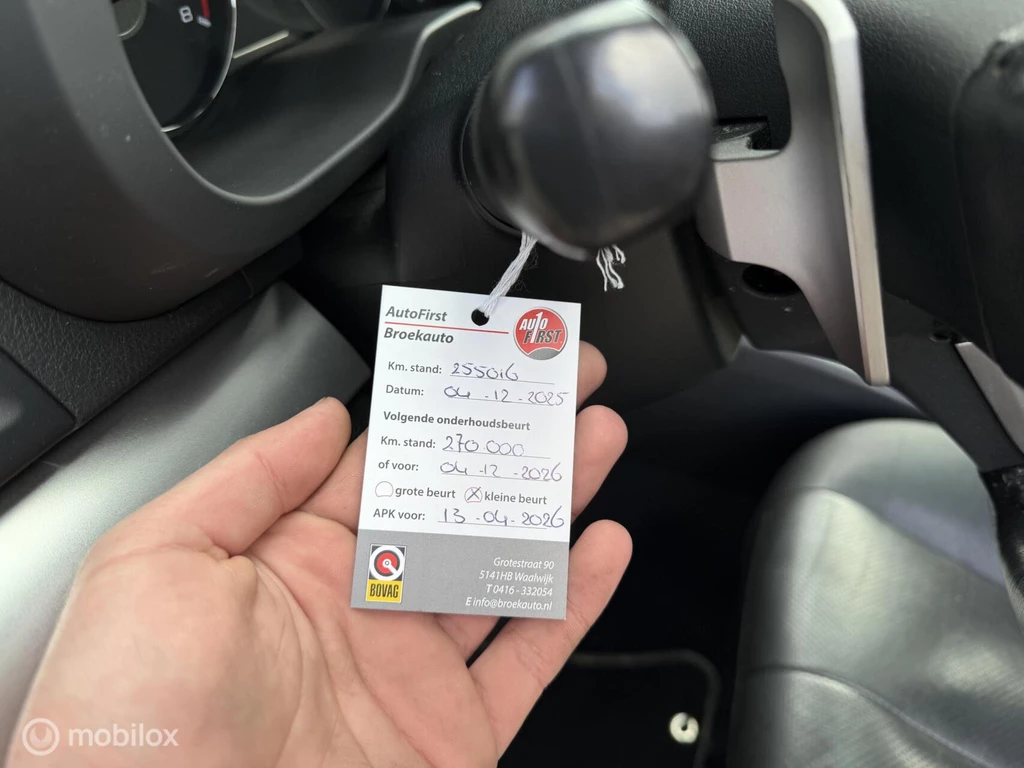 8
AutoFirst
Broekauto
AUTO
FIRST
Km. stand: 255016
Datum: 04-12-2025
Volgende onderhoudsbeurt
Km. stand: 270.000
of voor: 04-12-2026
grote beurt X kleine beurt
APK voor: 13-04-2026
BOVAG
Grotestraat 90
5141HB Waalwijk
T 0416 - 332054
E info@broekauto.nl
mobilox